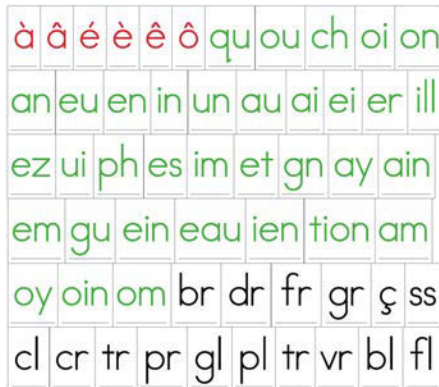 à â é è ê ô qu ou ch oi on
an eu en in un au ai ei er ill
ez ui ph es im et gn ay ain
em gu ein eau ien tion am
oy oin om br dr fr gr ç ss
cl cr tr pr gl pl tr vr bl fl